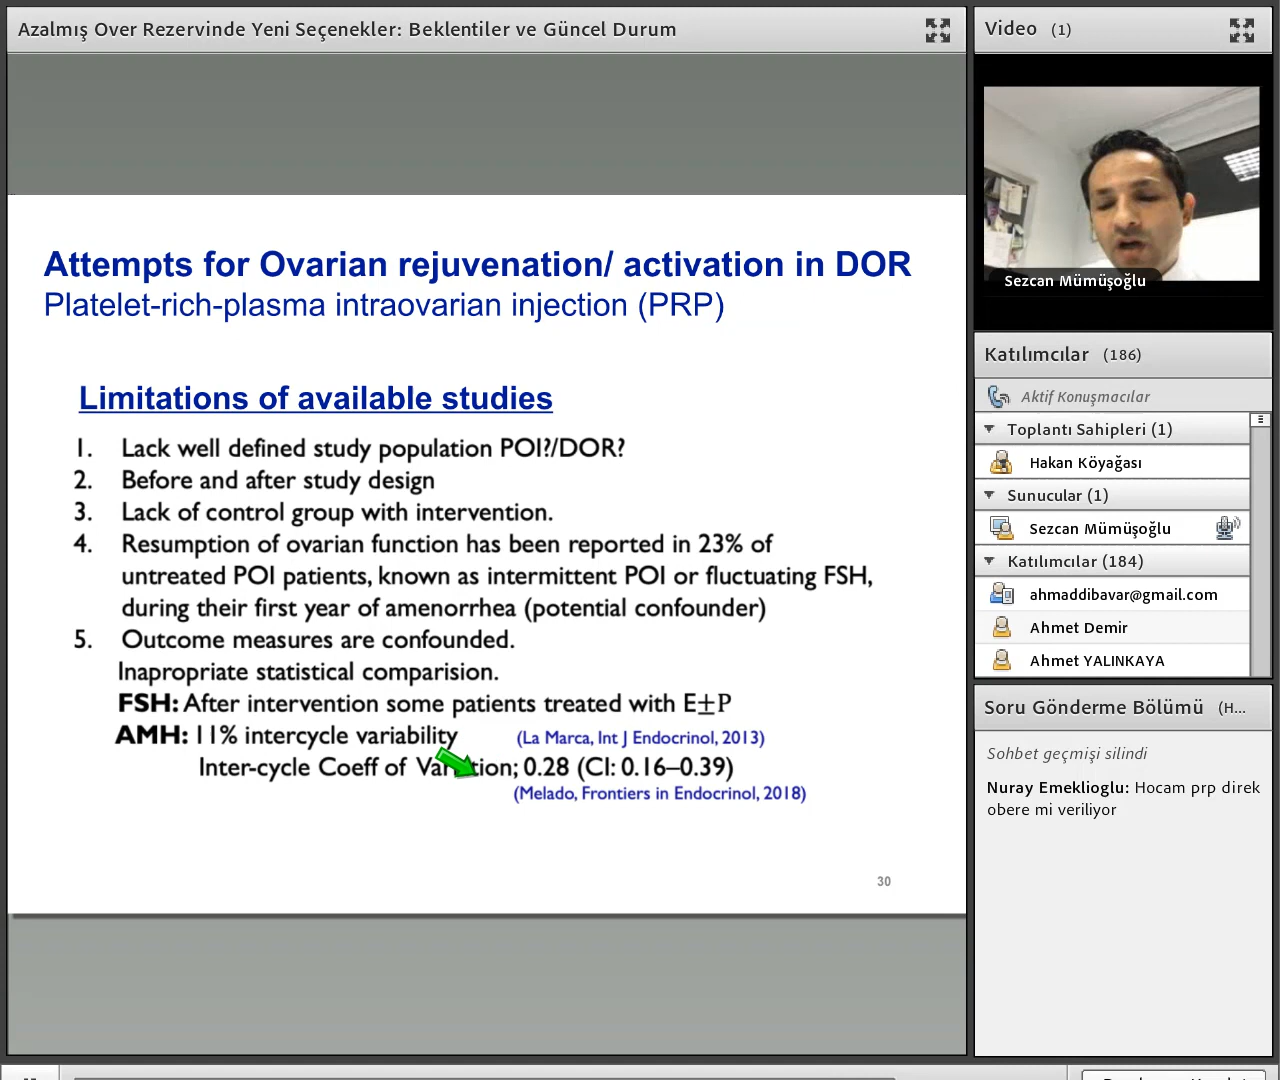 Azalmış Over Rezervinde Yeni Seçenekler: Beklentiler ve Güncel Durum
Attempts for Ovarian rejuvenation/ activation in DOR
Platelet-rich-plasma intraovarian injection (PRP)
Limitations of available studies
1. Lack well defined study population POI?/DOR?
2. Before and after study design
3. Lack of control group with intervention.
4. Resumption of ovarian function has been reported in 23% of
untreated POI patients, known as intermittent POI or fluctuating FSH,
during their first year of amenorrhea (potential confounder)
5. Outcome measures are confounded.
Inapropriate statistical comparision.
FSH: After intervention some patients treated with E±P
AMH: 11% intercycle variability (La Marca, Int J Endocrinol, 2013)
Inter-cycle Coeff of Variation; 0.28 (CI: 0.16–0.39)
(Melado, Frontiers in Endocrinol, 2018)
30
Video (1)
Sezcan Mümüşoğlu
Katılımcılar (186)
Aktif Konuşmacılar
Toplantı Sahipleri (1)
Hakan Köyağası
Sunucular (1)
Sezcan Mümüşoğlu
Katılımcılar (184)
ahmaddibavar@gmail.com
Ahmet Demir
Ahmet YALINKAYA
Soru Gönderme Bölümü (H...
Sohbet geçmişi silindi
Nuray Emeklioglu: Hocam prp direk
obere mi veriliyor